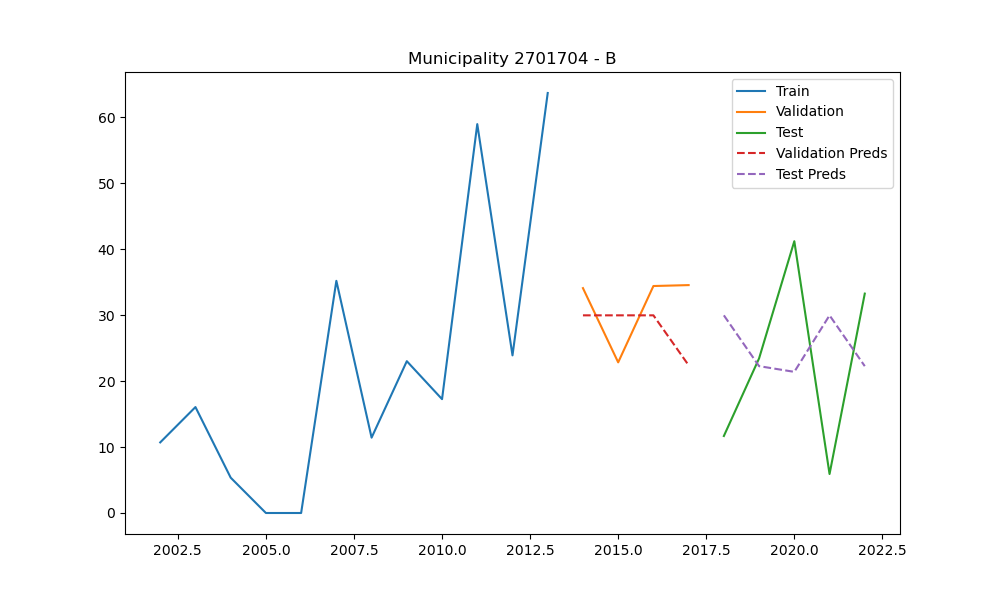 Municipality 2701704 - B
Train
Validation
Test
Validation Preds
Test Preds
60
50
40
30
20
10
0
2002.5 2005.0 2007.5 2010.0 2012.5 2015.0 2017.5 2020.0 2022.5